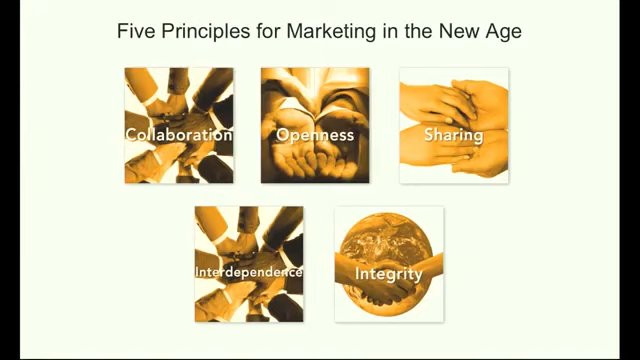 Five Principles for Marketing in the New Age
Collaboration
Openness
Sharing
Interdependence
Integrity